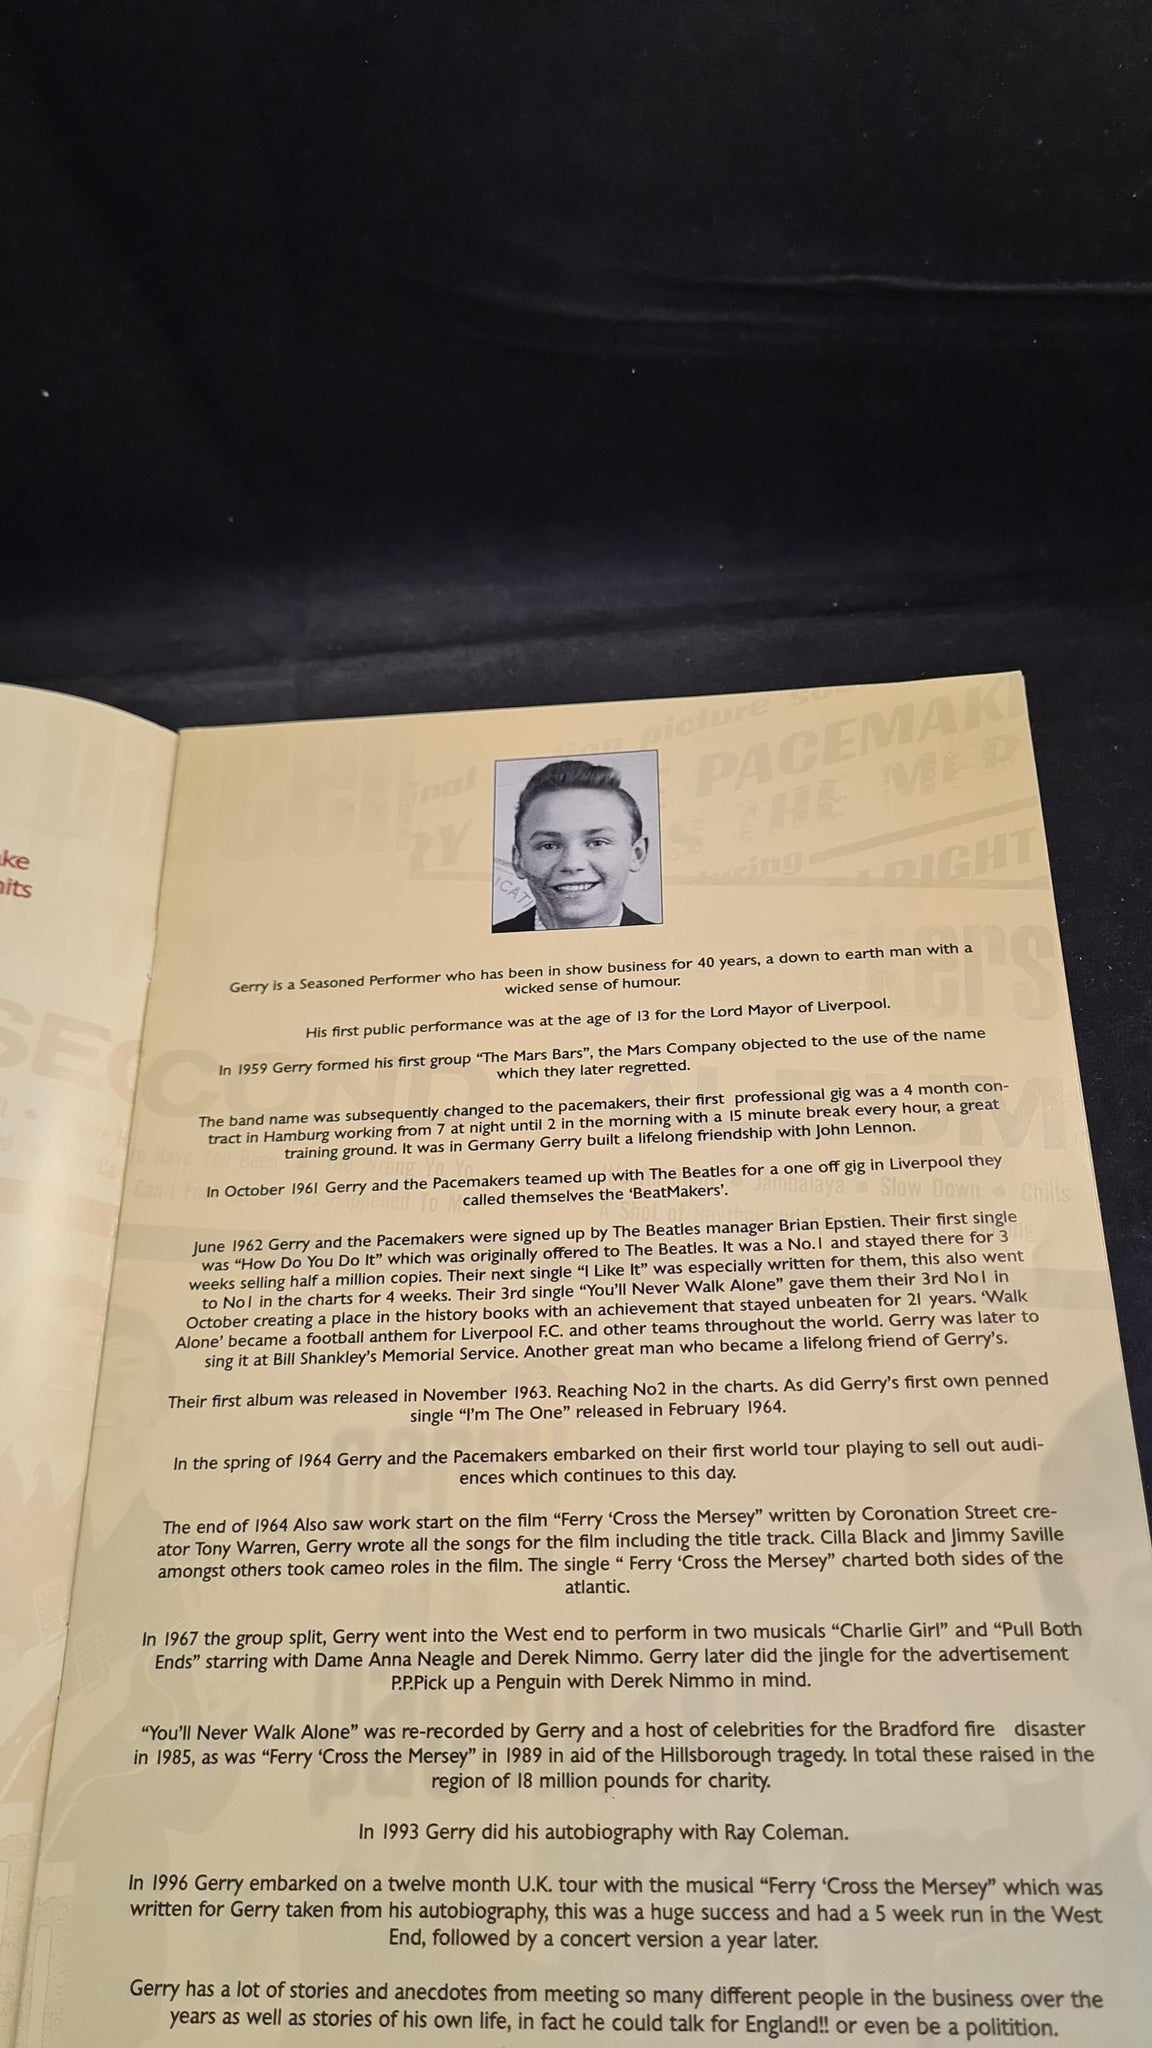 ake
hits
PACEMAK
THE MER
RIGHT
ICAT
SECOND
Gerry is a Seasoned Performer who has been in show business for 40 years, a down to earth man with a
wicked sense of humour.
His first public performance was at the age of 13 for the Lord Mayor of Liverpool.
In 1959 Gerry formed his first group “The Mars Bars”, the Mars Company objected to the use of the name
which they later regretted.
The band name was subsequently changed to the pacemakers, their first professional gig was a 4 month con-
tract in Hamburg working from 7 at night until 2 in the morning with a 15 minute break every hour, a great
training ground. It was in Germany Gerry built a lifelong friendship with John Lennon.
Jambalaya • Slow Down • Chills
In October 1961 Gerry and the Pacemakers teamed up with The Beatles for a one off gig in Liverpool they
called themselves the ‘BeatMakers’.
June 1962 Gerry and the Pacemakers were signed up by The Beatles manager Brian Epstien. Their first single
was “How Do You Do It” which was originally offered to The Beatles. It was a No.1 and stayed there for 3
weeks selling half a million copies. Their next single “I Like It” was especially written for them, this also went
to No1 in the charts for 4 weeks. Their 3rd single “You’ll Never Walk Alone” gave them their 3rd No1 in
October creating a place in the history books with an achievement that stayed unbeaten for 21 years. ‘Walk
Alone’ became a football anthem for Liverpool F.C. and other teams throughout the world. Gerry was later to
sing it at Bill Shankley’s Memorial Service. Another great man who became a lifelong friend of Gerry’s.
Their first album was released in November 1963. Reaching No2 in the charts. As did Gerry’s first own penned
single “I’m The One” released in February 1964.
In the spring of 1964 Gerry and the Pacemakers embarked on their first world tour playing to sell out audi-
ences which continues to this day.
The end of 1964 Also saw work start on the film “Ferry ‘Cross the Mersey” written by Coronation Street cre-
ator Tony Warren, Gerry wrote all the songs for the film including the title track. Cilla Black and Jimmy Saville
amongst others took cameo roles in the film. The single “ Ferry ‘Cross the Mersey” charted both sides of the
atlantic.
In 1967 the group split, Gerry went into the West end to perform in two musicals “Charlie Girl” and “Pull Both
Ends” starring with Dame Anna Neagle and Derek Nimmo. Gerry later did the jingle for the advertisement
P.P.Pick up a Penguin with Derek Nimmo in mind.
“You’ll Never Walk Alone” was re-recorded by Gerry and a host of celebrities for the Bradford fire disaster
in 1985, as was “Ferry ‘Cross the Mersey” in 1989 in aid of the Hillsborough tragedy. In total these raised in the
region of 18 million pounds for charity.
In 1993 Gerry did his autobiography with Ray Coleman.
In 1996 Gerry embarked on a twelve month U.K. tour with the musical “Ferry ‘Cross the Mersey” which was
written for Gerry taken from his autobiography, this was a huge success and had a 5 week run in the West
End, followed by a concert version a year later.
Gerry has a lot of stories and anecdotes from meeting so many different people in the business over the
years as well as stories of his own life, in fact he could talk for England!! or even be a politition.